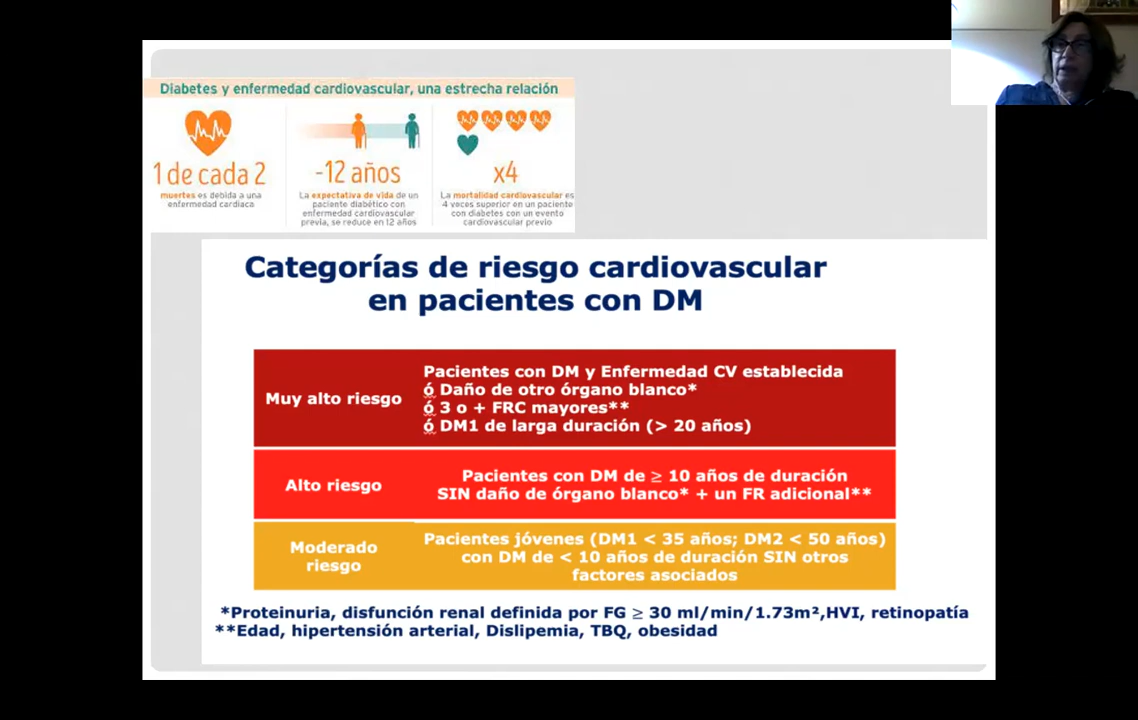 Diabetes y enfermedad cardiovascular, una estrecha relación
1 de cada 2
muertes es debida a una
enfermedad cardíaca
-12 años
La expectativa de vida de un
paciente diabético con
enfermedad cardiovascular
previa, se reduce en 12 años
x4
La mortalidad cardiovascular es
4 veces superior en un paciente
con diabetes con un evento
cardiovascular previo
Categorías de riesgo cardiovascular
en pacientes con DM
Muy alto riesgo
Pacientes con DM y Enfermedad CV establecida
ó Daño de otro órgano blanco*
ó 3 o + FRC mayores**
ó DM1 de larga duración (> 20 años)
Alto riesgo
Pacientes con DM de ≥ 10 años de duración
SIN daño de órgano blanco* + un FR adicional**
Moderado
riesgo
Pacientes jóvenes (DM1 < 35 años; DM2 < 50 años)
con DM de < 10 años de duración SIN otros
factores asociados
*Proteinuria, disfunción renal definida por FG ≥ 30 ml/min/1.73m²,HVI, retinopatía
**Edad, hipertensión arterial, Dislipemia, TBQ, obesidad